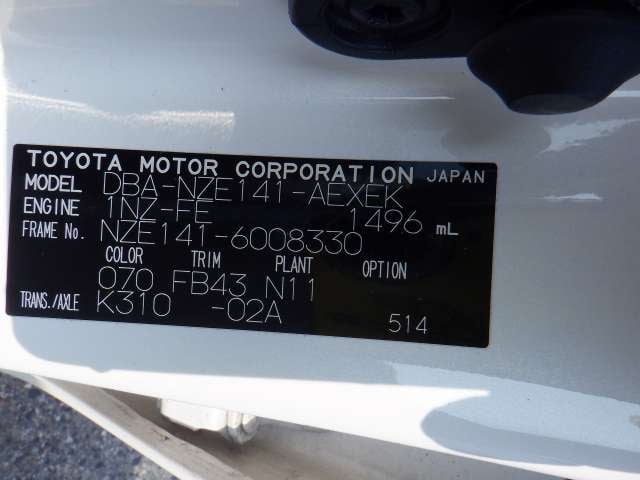 TOYOTA MOTOR CORPORATION JAPAN
MODEL DBA-NZE141-AEXEK
ENGINE 1NZ-FE 1496 mL
FRAME No. NZE141-6008330
COLOR TRIM PLANT OPTION
070 FB43 N11
TRANS./AXLE K310 -02A
514